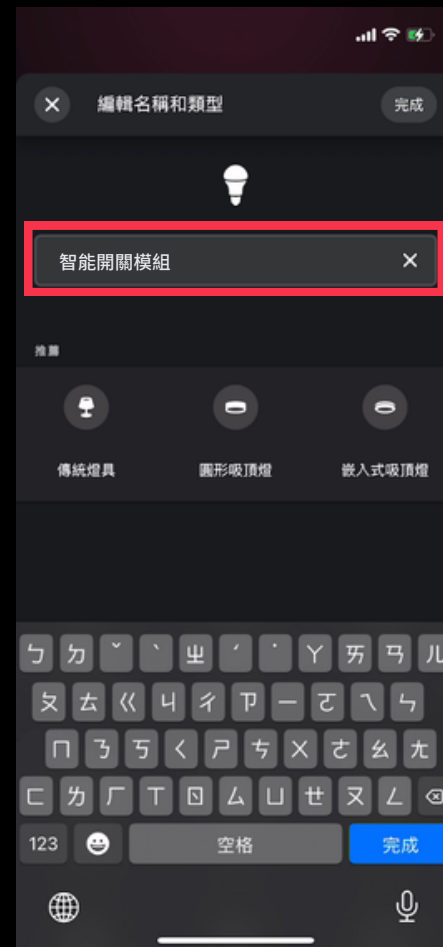 編輯名稱和類型
完成
智能開關模組
推薦
傳統燈具
圓形吸頂燈
嵌入式吸頂燈
ㄅ ㄉ ˇ ˋ ㄓ ˊ ˙ ㄚ ㄞ ㄢ ㄦ
ㄆ ㄊ ㄍ ㄐ ㄔ ㄗ ㄧ ㄛ ㄟ ㄣ
ㄇ ㄋ ㄎ ㄑ ㄕ ㄘ ㄨ ㄜ ㄠ ㄤ
ㄈ ㄌ ㄏ ㄒ ㄖ ㄙ ㄩ ㄝ ㄡ ㄥ
123 空格 完成